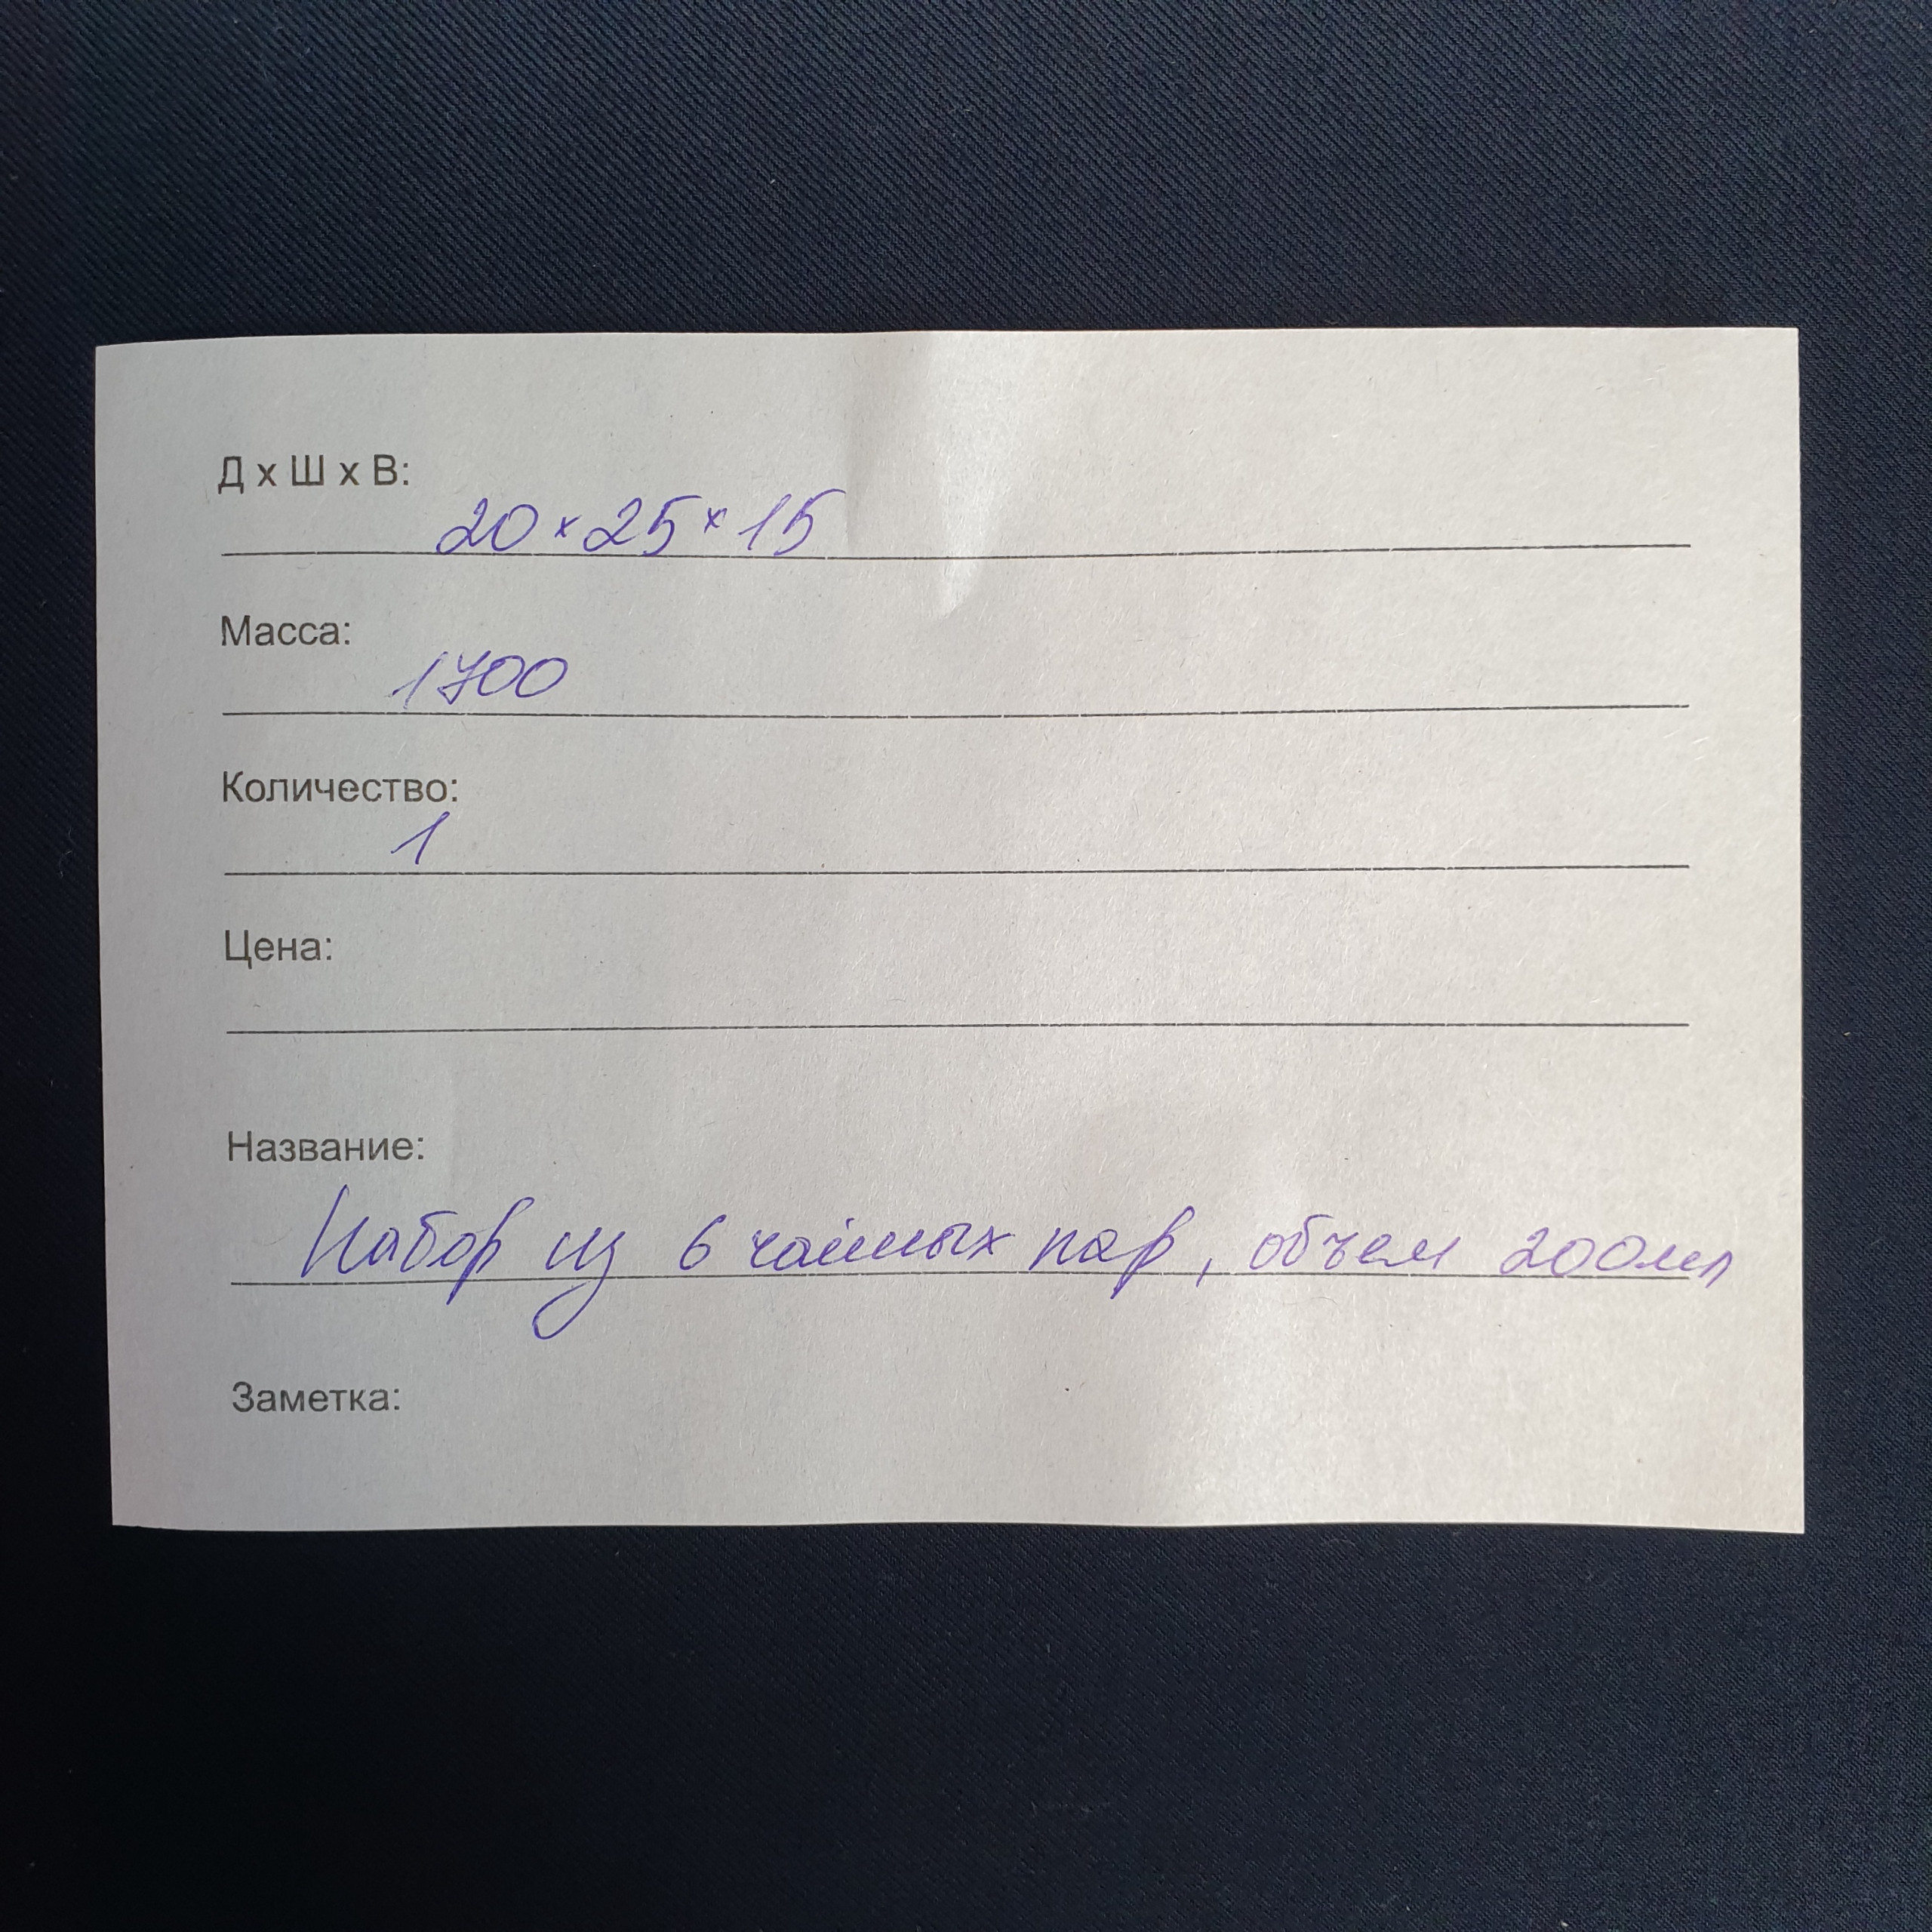 Д х Ш х В:
20 × 25 × 15
Масса:
1700
Количество:
1
Цена:
Название:
Набор из 6 чайных пар, объем 200мл
Заметка: